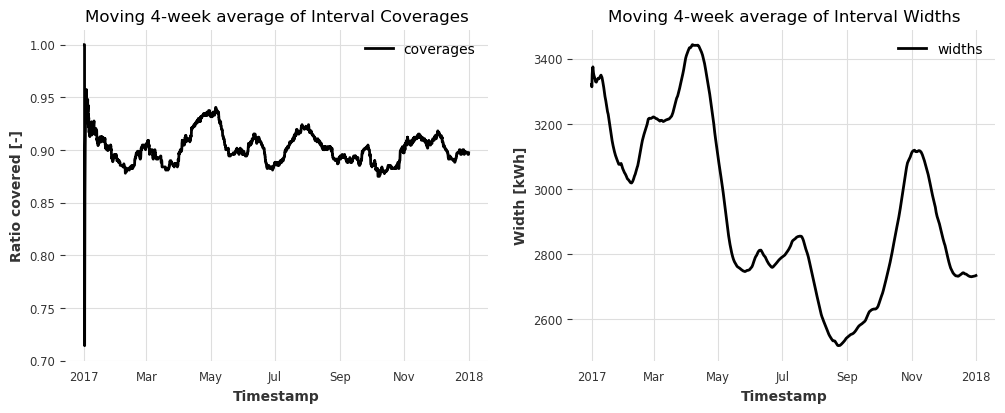 Moving 4-week average of Interval Coverages
coverages
1.00
0.95
0.90
0.85
0.80
0.75
0.70
Ratio covered [-]
2017 Mar May Jul Sep Nov 2018
Timestamp
Moving 4-week average of Interval Widths
widths
3400
3200
3000
2800
2600
Width [kWh]
2017 Mar May Jul Sep Nov 2018
Timestamp